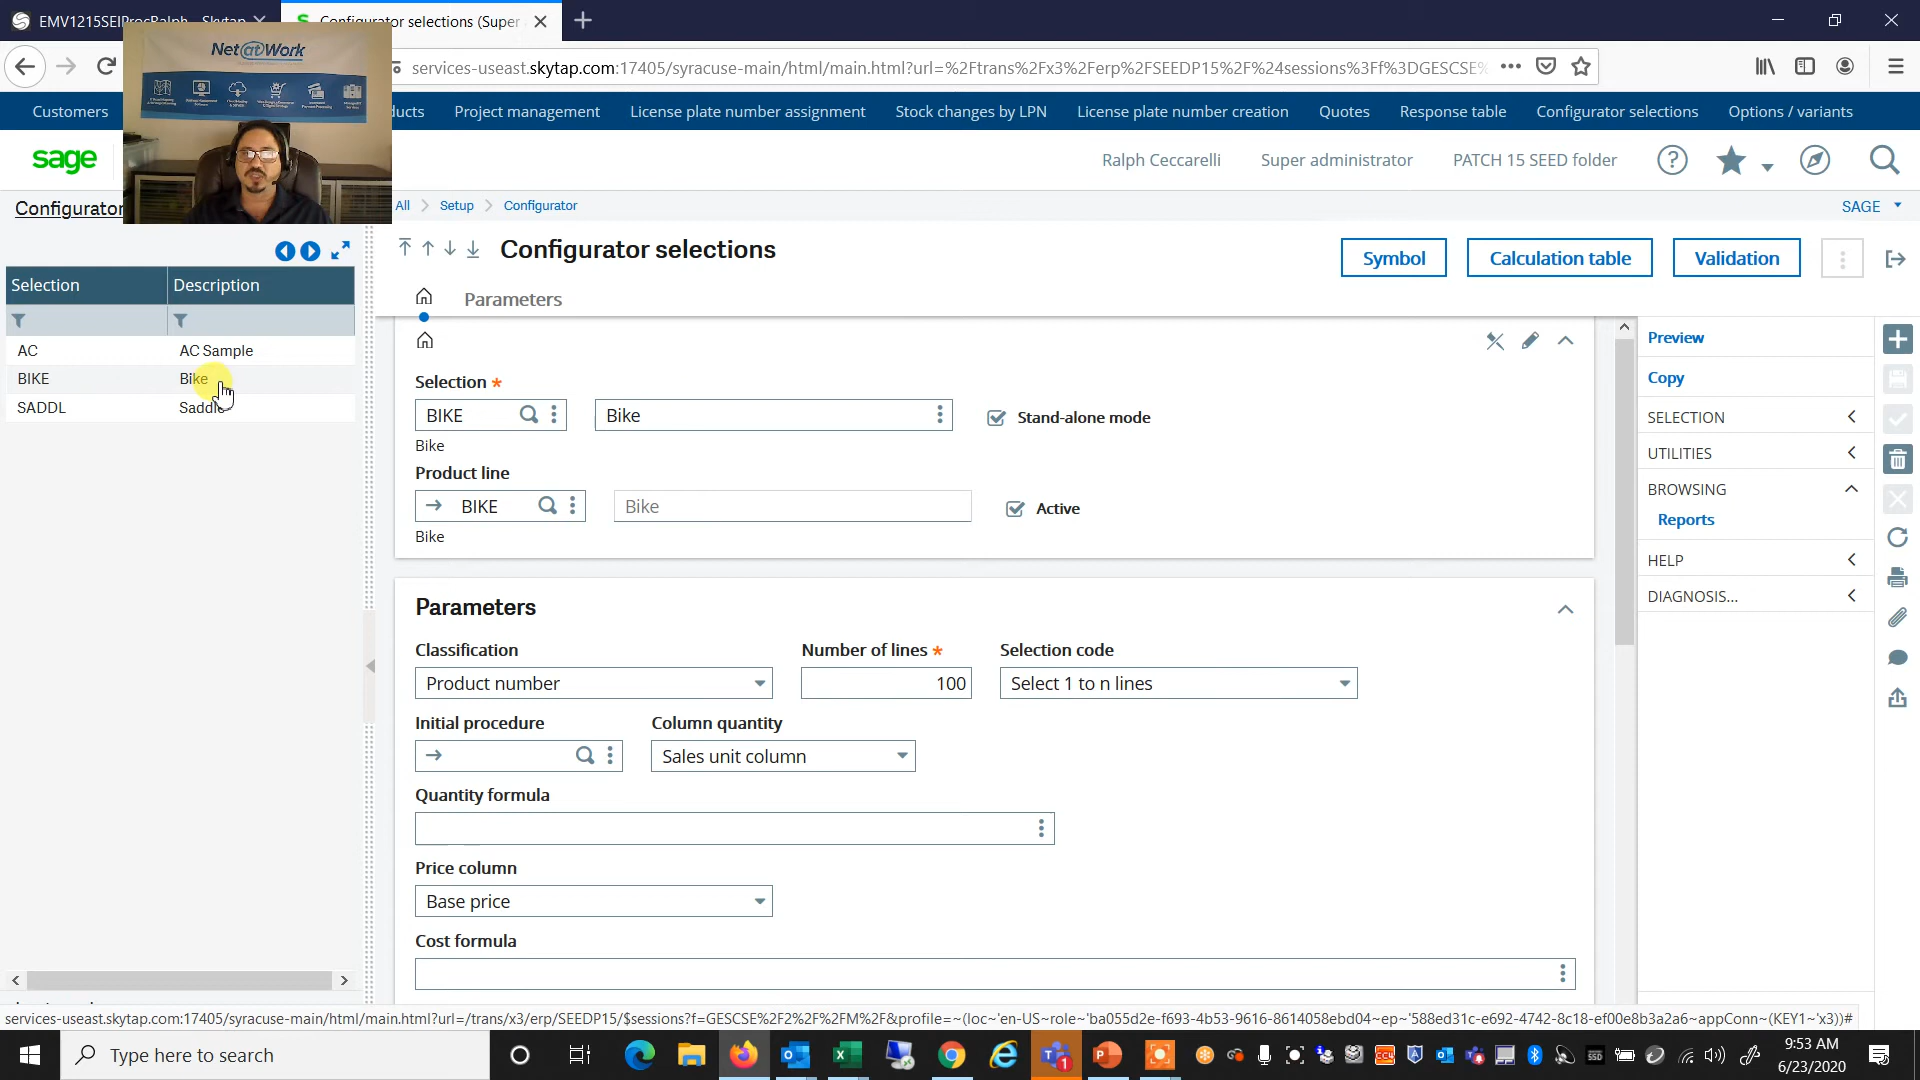 EMV1215SEIProcRalph - Skytap
Configurator selections (Super
services-useast.skytap.com:17405/syracuse-main/html/main.html?url=%2Ftrans%2Fx3%2Ferp%2FSEEDP15%2F%24sessions%3Ff%3DGESCSE%
Net@Work
Customers
ucts
Project management
License plate number assignment
Stock changes by LPN
License plate number creation
Quotes
Response table
Configurator selections
Options / variants
sage
Ralph Ceccarelli
Super administrator
PATCH 15 SEED folder
Configurator
All
Setup
Configurator
SAGE
Configurator selections
Symbol
Calculation table
Validation
Parameters
Selection
Description
AC
AC Sample
BIKE
Bike
SADDL
Saddle
Selection *
BIKE
Bike
Stand-alone mode
Bike
Product line
BIKE
Bike
Active
Bike
Parameters
Classification
Number of lines *
Selection code
Product number
100
Select 1 to n lines
Initial procedure
Column quantity
Sales unit column
Quantity formula
Price column
Base price
Cost formula
Preview
Copy
SELECTION
UTILITIES
BROWSING
Reports
HELP
DIAGNOSIS...
services-useast.skytap.com:17405/syracuse-main/html/main.html?url=/trans/x3/erp/SEEDP15/$sessions?f=GESCSE%2F2%2F%2FM%2F&profile=~(loc~'en-US~role~'ba055d2e-f693-4b53-9616-8614058ebd04~ep~'588ed31c-e692-4742-8c18-ef00e8b3a2a6~appConn~(KEY1~'x3))#
Type here to search
9:53 AM
6/23/2020